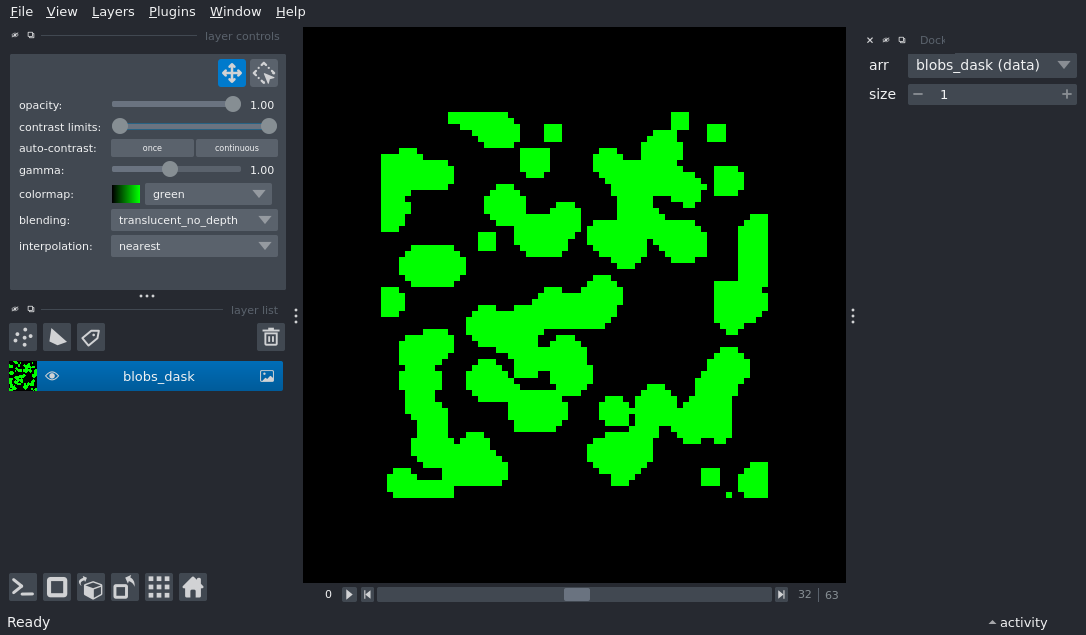 File View Layers Plugins Window Help
layer controls
opacity: 1.00
contrast limits:
auto-contrast: once continuous
gamma: 1.00
colormap: green
blending: translucent_no_depth
interpolation: nearest
layer list
blobs_dask
0 32 63
Dock
arr blobs_dask (data)
size 1
Ready
activity